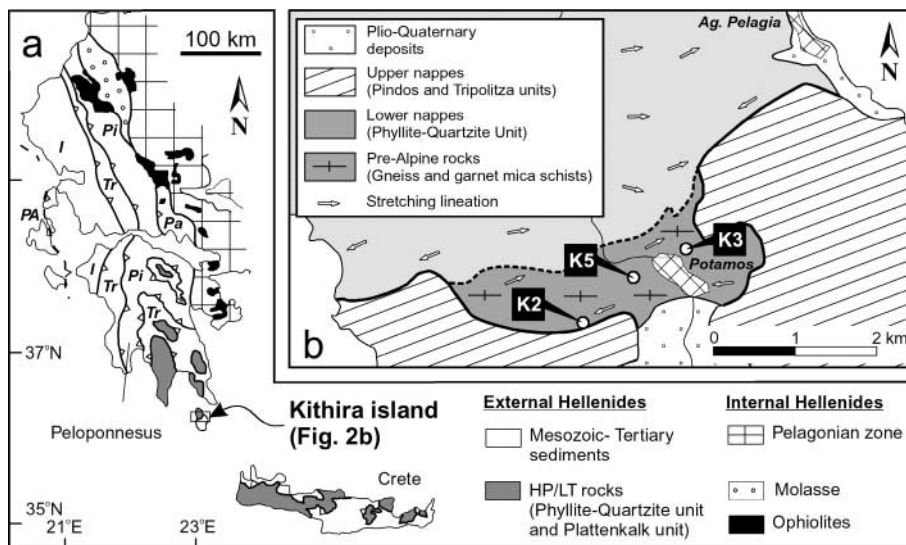 a
100 km
N
Pi
I
Tr
PA
Pa
I
Tr
Pi
Tr
37°N
Peloponnesus
35°N
21°E
23°E
Crete
Kithira island
(Fig. 2b)
Plio-Quaternary
deposits
Upper nappes
(Pindos and Tripolitza units)
Lower nappes
(Phyllite-Quartzite Unit)
Pre-Alpine rocks
(Gneiss and garnet mica schists)
Stretching lineation
Ag. Pelagia
N
K3
K5
Potamos
K2
b
0 1 2 km
External Hellenides
Mesozoic- Tertiary
sediments
HP/LT rocks
(Phyllite-Quartzite unit
and Plattenkalk unit)
Internal Hellenides
Pelagonian zone
Molasse
Ophiolites